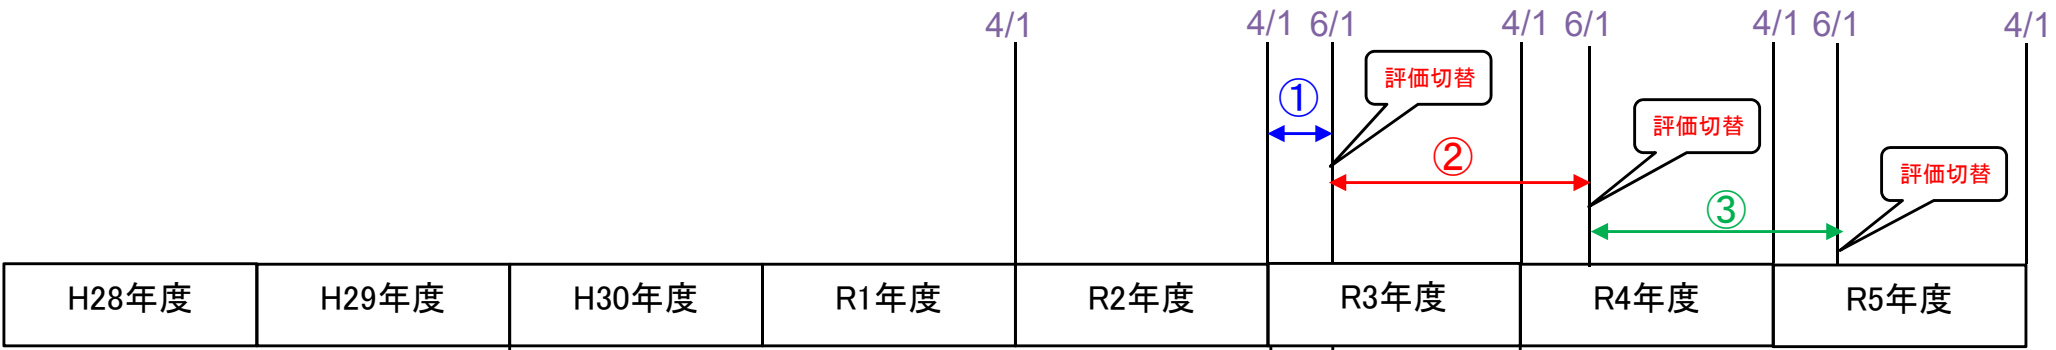 4/1 4/1 6/1 4/1 6/1 4/1 6/1 4/1
評価切替
①
評価切替
②
評価切替
③
H28年度 H29年度 H30年度 R1年度 R2年度 R3年度 R4年度 R5年度